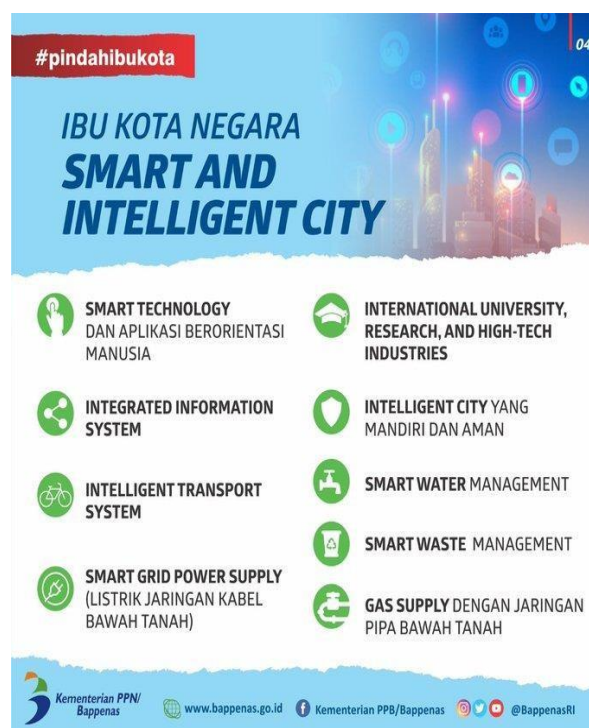 #pindahibukota
04
IBU KOTA NEGARA
SMART AND
INTELLIGENT CITY
SMART TECHNOLOGY
DAN APLIKASI BERORIENTASI
MANUSIA
INTEGRATED INFORMATION
SYSTEM
INTELLIGENT TRANSPORT
SYSTEM
SMART GRID POWER SUPPLY
(LISTRIK JARINGAN KABEL
BAWAH TANAH)
INTERNATIONAL UNIVERSITY,
RESEARCH, AND HIGH-TECH
INDUSTRIES
INTELLIGENT CITY YANG
MANDIRI DAN AMAN
SMART WATER MANAGEMENT
SMART WASTE MANAGEMENT
GAS SUPPLY DENGAN JARINGAN
PIPA BAWAH TANAH
Kementerian PPN/
Bappenas
www.bappenas.go.id
Kementerian PPB/Bappenas
@BappenasRI